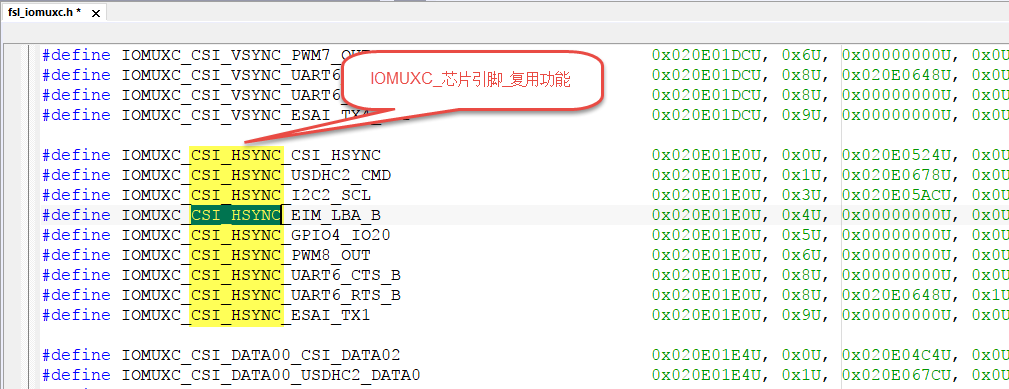 fsl_iomuxc.h *
#define IOMUXC_CSI_VSYNC_PWM7_OUT 0x020E01DCU, 0x6U, 0x00000000U, 0x0U
#define IOMUXC_CSI_VSYNC_UART6 0x020E01DCU, 0x8U, 0x020E0648U, 0x0U
#define IOMUXC_CSI_VSYNC_UART6 0x020E01DCU, 0x8U, 0x00000000U, 0x0U
#define IOMUXC_CSI_VSYNC_ESAI_TX4 0x020E01DCU, 0x9U, 0x00000000U, 0x0U
IOMUXC_芯片引脚_复用功能
#define IOMUXC_CSI_HSYNC_CSI_HSYNC 0x020E01E0U, 0x0U, 0x020E0524U, 0x0U
#define IOMUXC_CSI_HSYNC_USDHC2_CMD 0x020E01E0U, 0x1U, 0x020E0678U, 0x0U
#define IOMUXC_CSI_HSYNC_I2C2_SCL 0x020E01E0U, 0x3U, 0x020E05ACU, 0x0U
#define IOMUXC_CSI_HSYNC_EIM_LBA_B 0x020E01E0U, 0x4U, 0x00000000U, 0x0U
#define IOMUXC_CSI_HSYNC_GPIO4_IO20 0x020E01E0U, 0x5U, 0x00000000U, 0x0U
#define IOMUXC_CSI_HSYNC_PWM8_OUT 0x020E01E0U, 0x6U, 0x00000000U, 0x0U
#define IOMUXC_CSI_HSYNC_UART6_CTS_B 0x020E01E0U, 0x8U, 0x00000000U, 0x0U
#define IOMUXC_CSI_HSYNC_UART6_RTS_B 0x020E01E0U, 0x8U, 0x020E0648U, 0x1U
#define IOMUXC_CSI_HSYNC_ESAI_TX1 0x020E01E0U, 0x9U, 0x00000000U, 0x0U
#define IOMUXC_CSI_DATA00_CSI_DATA02 0x020E01E4U, 0x0U, 0x020E04C4U, 0x0U
#define IOMUXC_CSI_DATA00_USDHC2_DATA0 0x020E01E4U, 0x1U, 0x020E067CU, 0x0U